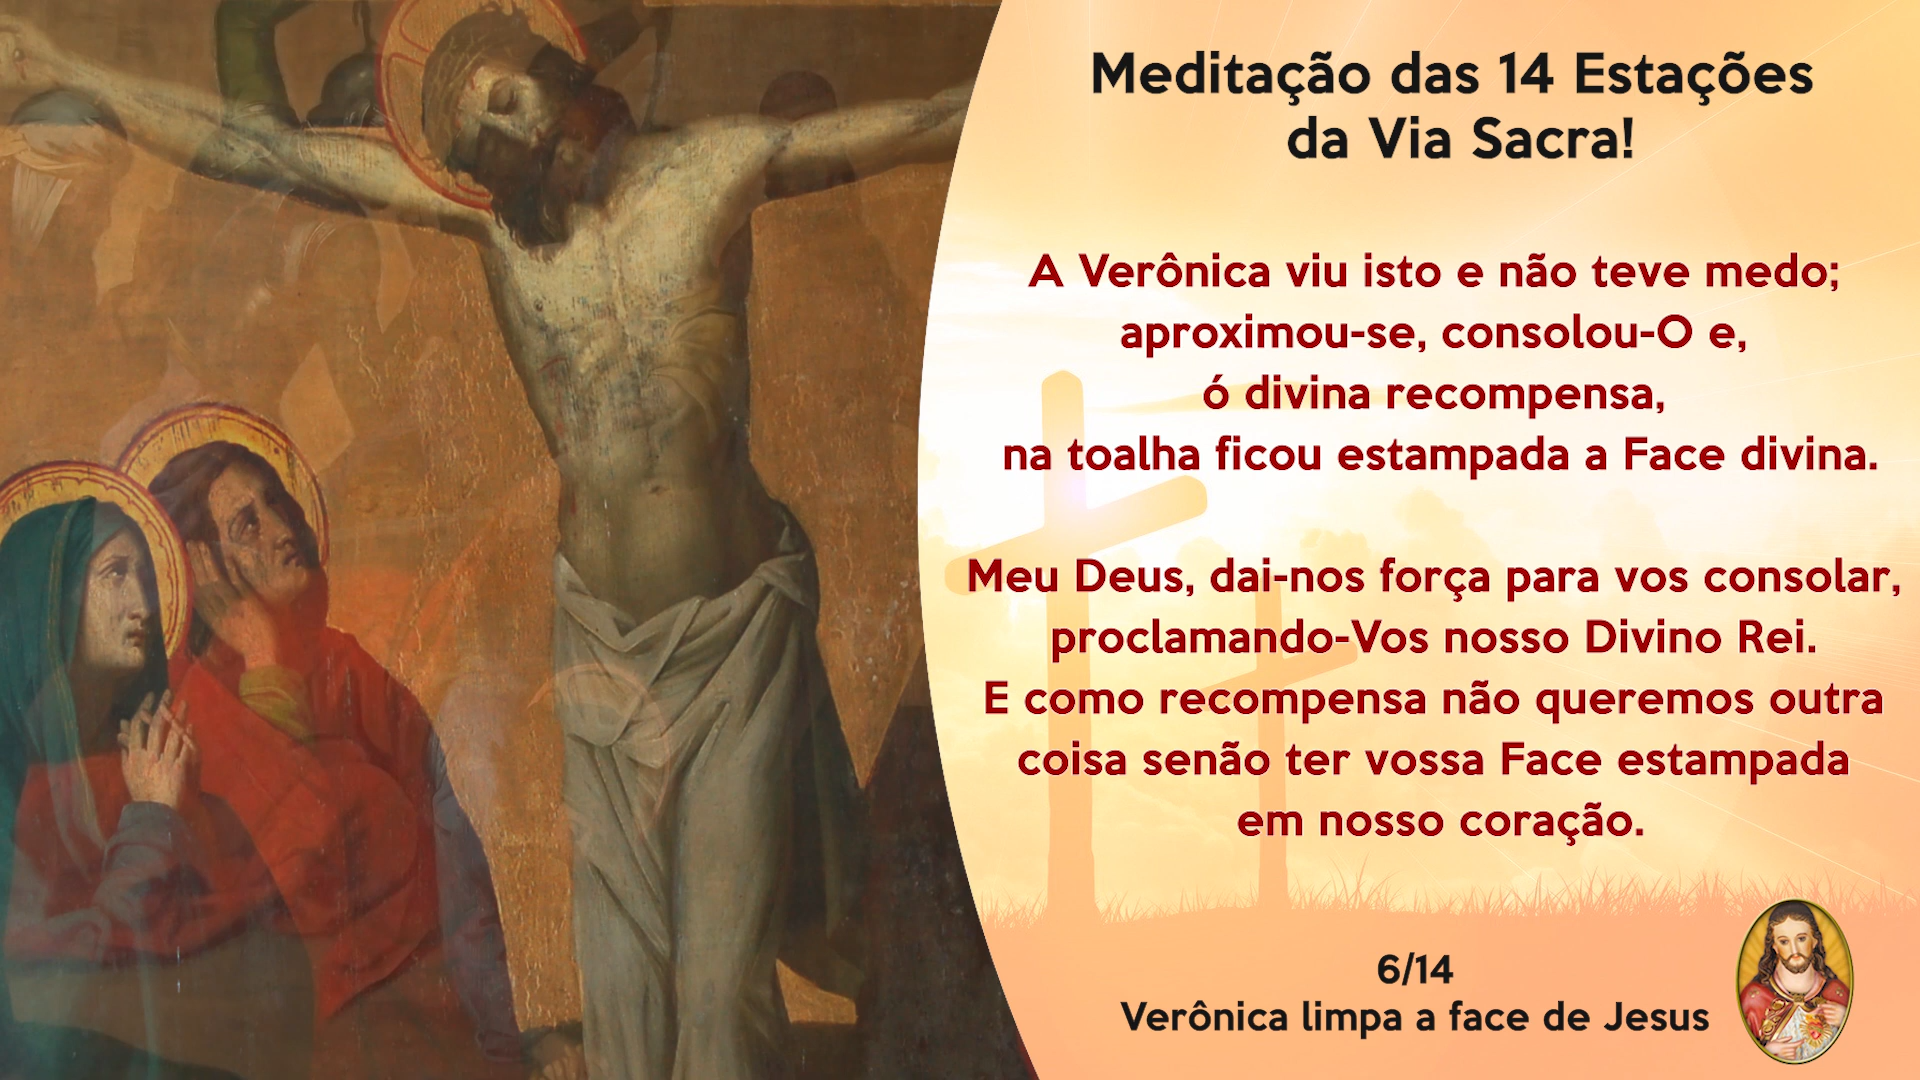 Meditação das 14 Estações
da Via Sacra!
A Verônica viu isto e não teve medo;
aproximou-se, consolou-O e,
ó divina recompensa,
na toalha ficou estampada a Face divina.
Meu Deus, dai-nos força para vos consolar,
proclamando-Vos nosso Divino Rei.
E como recompensa não queremos outra
coisa senão ter vossa Face estampada
em nosso coração.
6/14
Verônica limpa a face de Jesus